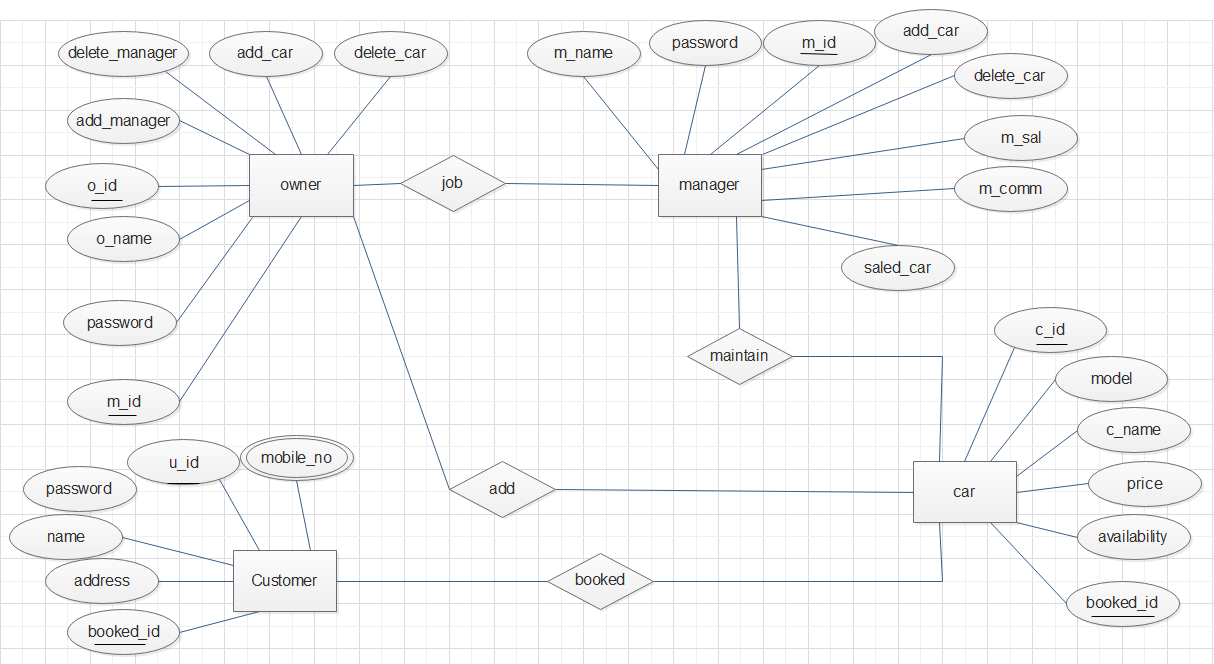 delete_manager
add_car
delete_car
m_name
password
m_id
add_car
delete_car
add_manager
m_sal
o_id
owner
job
manager
m_comm
o_name
saled_car
password
c_id
maintain
model
m_id
c_name
mobile_no
u_id
password
add
car
price
name
availability
address
Customer
booked
booked_id
booked_id